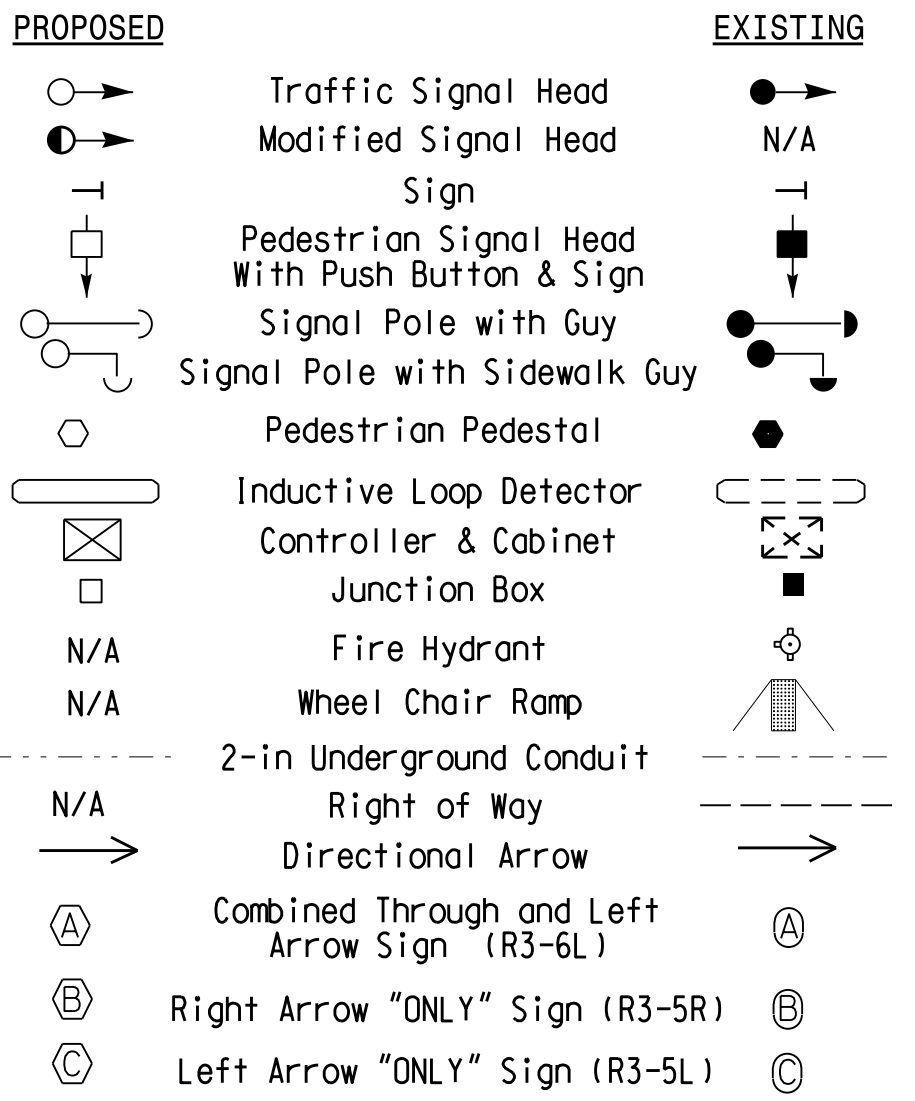 PROPOSED EXISTING
Traffic Signal Head
Modified Signal Head N/A
Sign
Pedestrian Signal Head
With Push Button & Sign
Signal Pole with Guy
Signal Pole with Sidewalk Guy
Pedestrian Pedestal
Inductive Loop Detector
Controller & Cabinet
Junction Box
N/A Fire Hydrant
N/A Wheel Chair Ramp
2-in Underground Conduit
N/A Right of Way
Directional Arrow
Combined Through and Left
A Arrow Sign (R3-6L) A
B Right Arrow "ONLY" Sign (R3-5R) B
C Left Arrow "ONLY" Sign (R3-5L) C